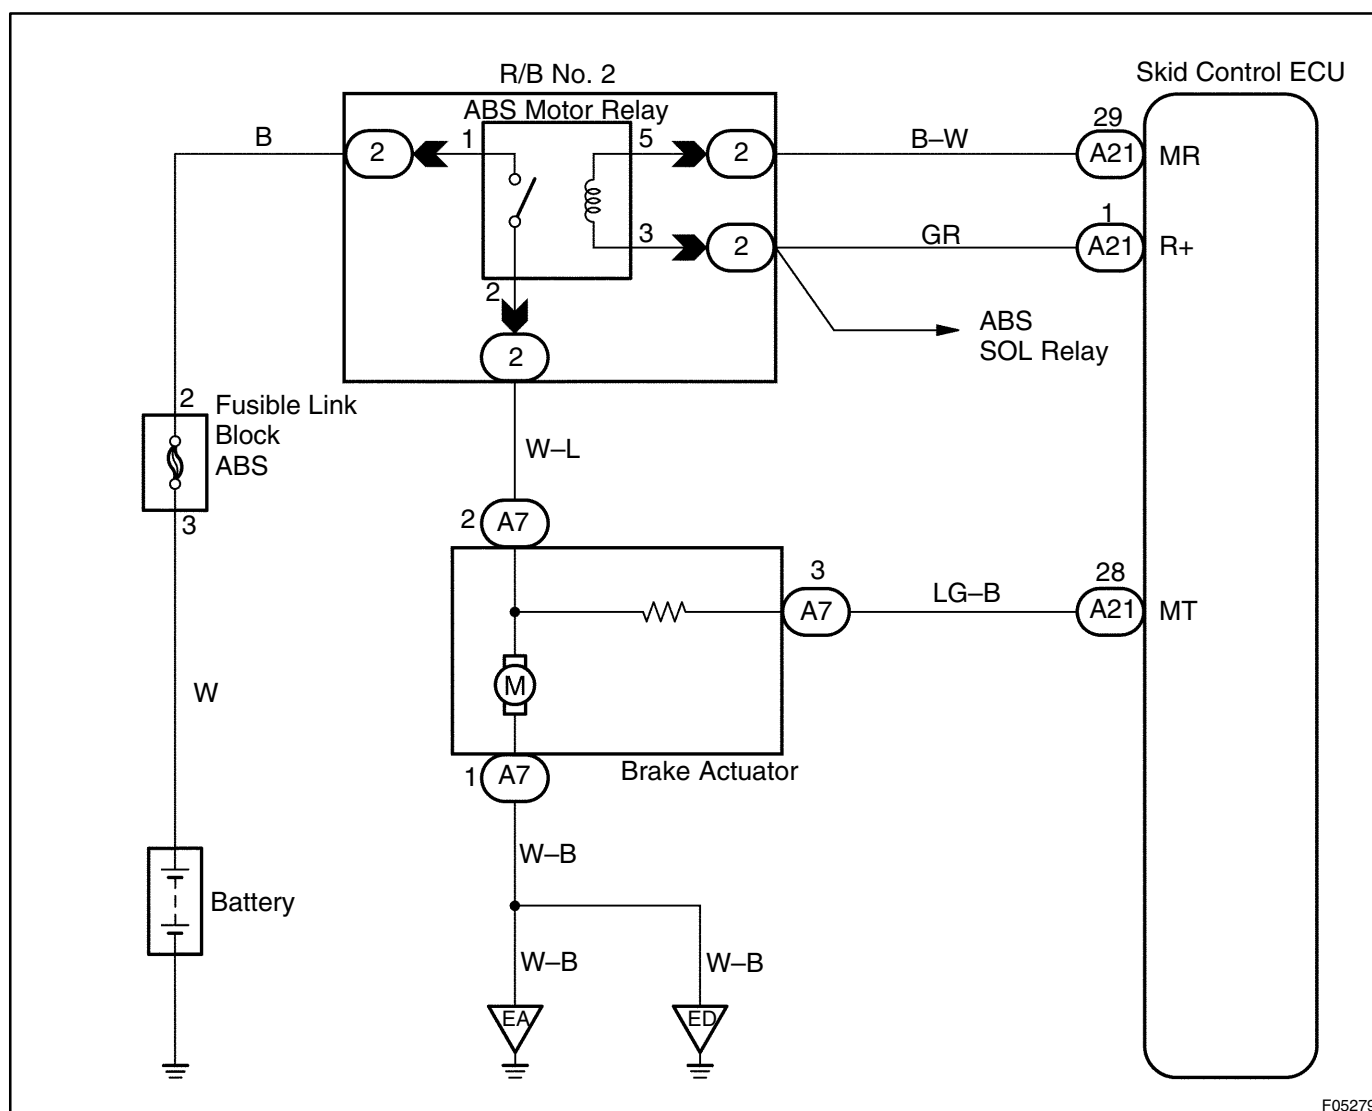 R/B No. 2
Skid Control ECU
ABS Motor Relay
B
2
1
5
2
B–W
29
A21
MR
3
2
GR
1
A21
R+
2
2
ABS
SOL Relay
2
Fusible Link
Block
ABS
3
W–L
2
A7
3
A7
LG–B
28
A21
MT
W
M
1
A7
Brake Actuator
W–B
Battery
W–B
W–B
EA
ED
F05279